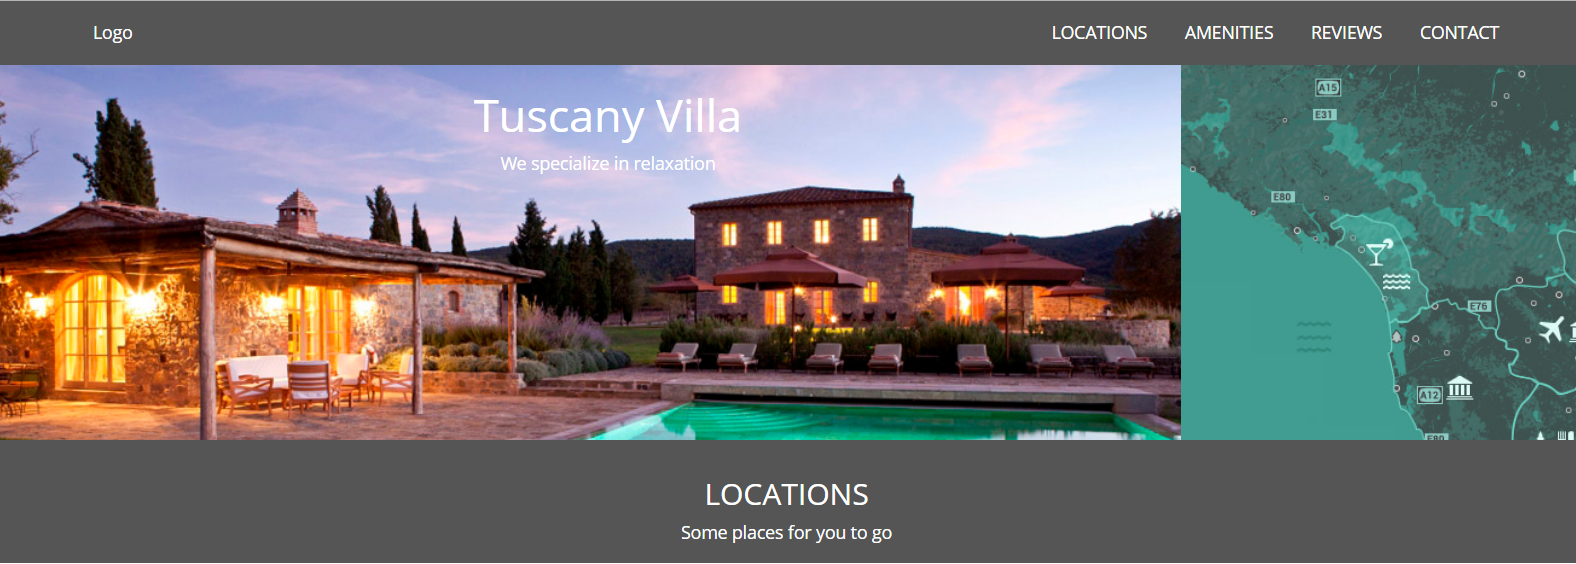 Logo
LOCATIONS AMENITIES REVIEWS CONTACT
Tuscany Villa
We specialize in relaxation
A15
E31
E80
E76
A12
E80
LOCATIONS
Some places for you to go